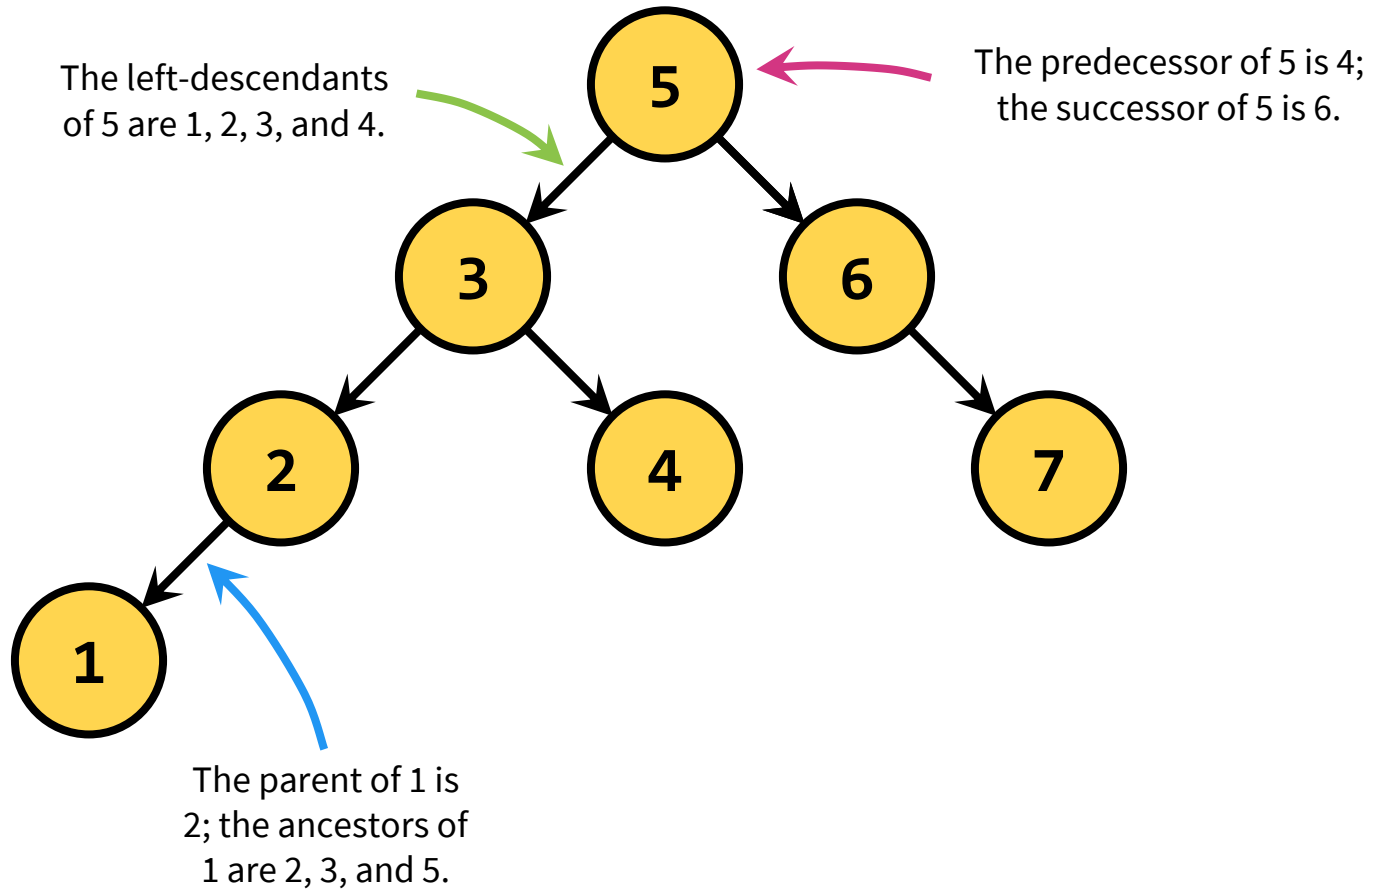 The left-descendants
of 5 are 1, 2, 3, and 4.
5
The predecessor of 5 is 4;
the successor of 5 is 6.
3
6
2
4
7
1
The parent of 1 is
2; the ancestors of
1 are 2, 3, and 5.